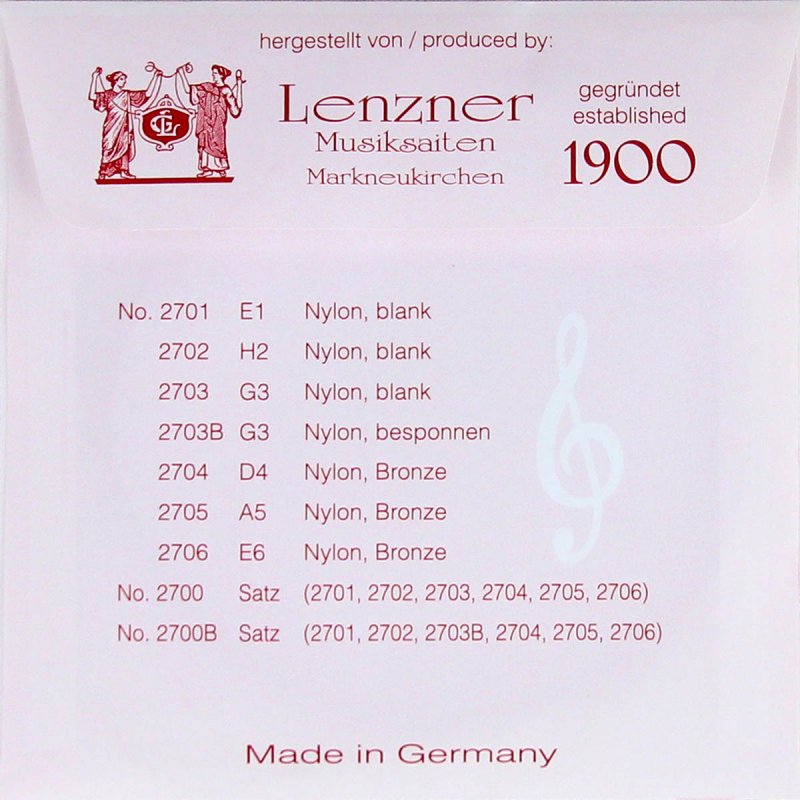 hergestellt von / produced by:
Lenzner
Musiksaiten
Markneukirchen
gegründet
established
1900
No. 2701 E1 Nylon, blank
2702 H2 Nylon, blank
2703 G3 Nylon, blank
2703B G3 Nylon, besponnen
2704 D4 Nylon, Bronze
2705 A5 Nylon, Bronze
2706 E6 Nylon, Bronze
No. 2700 Satz (2701, 2702, 2703, 2704, 2705, 2706)
No. 2700B Satz (2701, 2702, 2703B, 2704, 2705, 2706)
Made in Germany